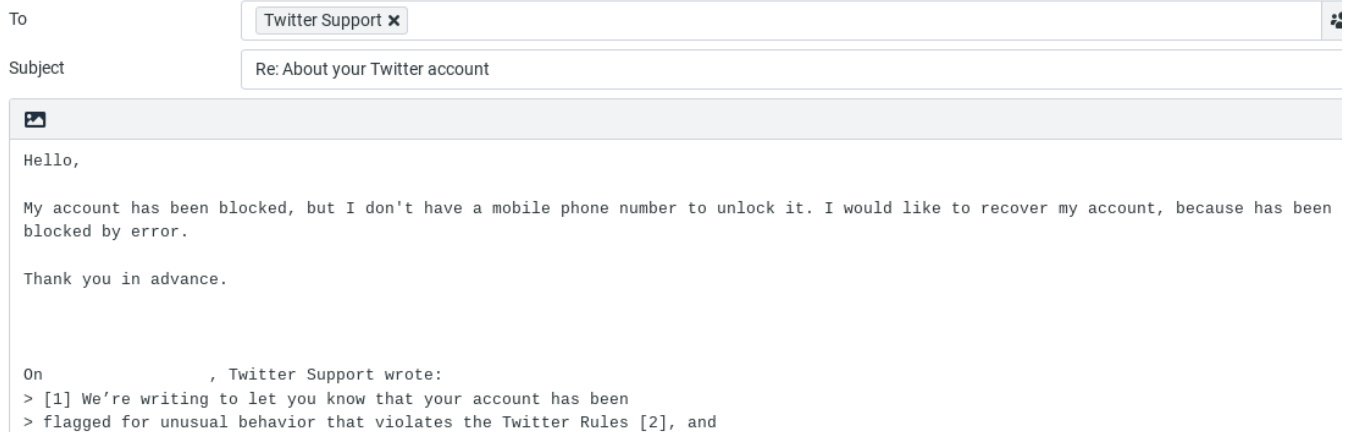 To Twitter Support ✖
Subject Re: About your Twitter account
Hello,
My account has been blocked, but I don't have a mobile phone number to unlock it. I would like to recover my account, because has been
blocked by error.
Thank you in advance.
On , Twitter Support wrote:
> [1] We’re writing to let you know that your account has been
> flagged for unusual behavior that violates the Twitter Rules [2], and